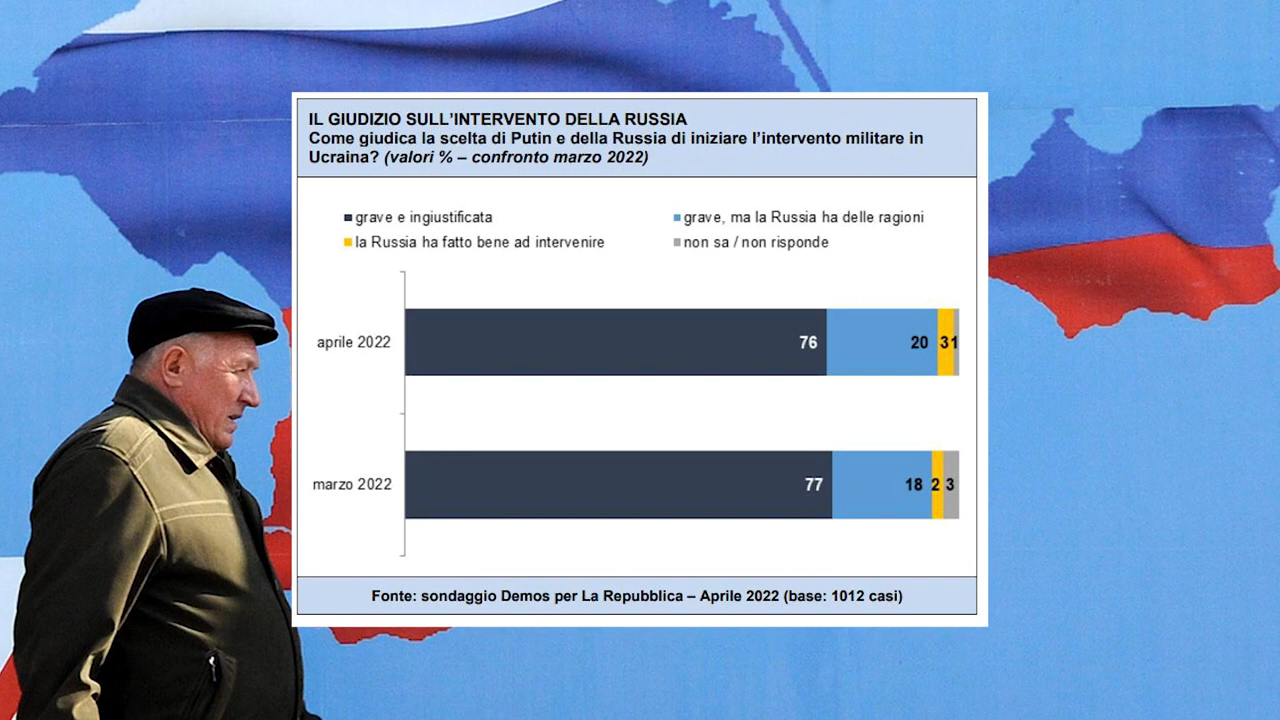 IL GIUDIZIO SULL'INTERVENTO DELLA RUSSIA
Come giudica la scelta di Putin e della Russia di iniziare l'intervento militare in
Ucraina? (valori % – confronto marzo 2022)
grave e ingiustificata
grave, ma la Russia ha delle ragioni
la Russia ha fatto bene ad intervenire
non sa / non risponde
aprile 2022 76 20 3 1
marzo 2022 77 18 2 3
Fonte: sondaggio Demos per La Repubblica – Aprile 2022 (base: 1012 casi)